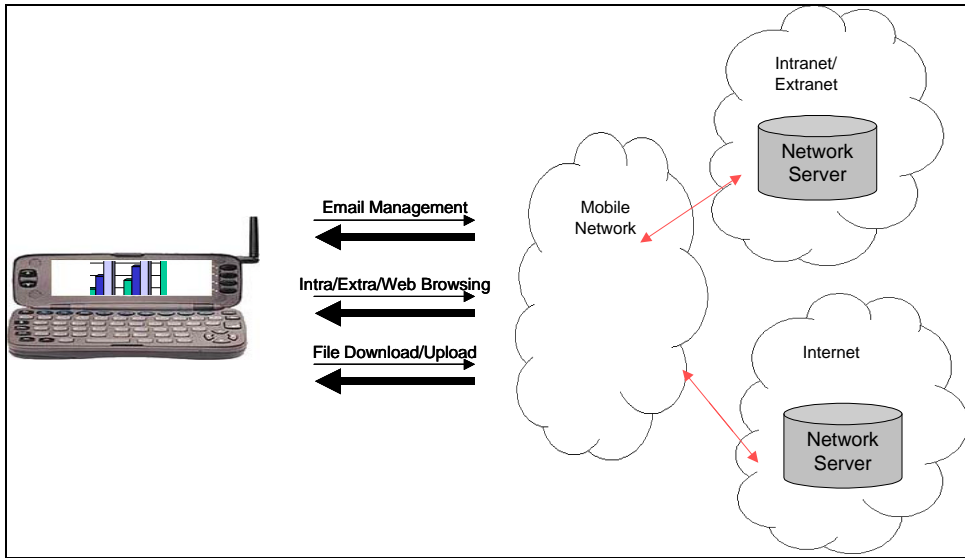 Intranet/
Extranet
Network
Server
Email Management
Mobile
Network
Intra/Extra/Web Browsing
File Download/Upload
Internet
Network
Server